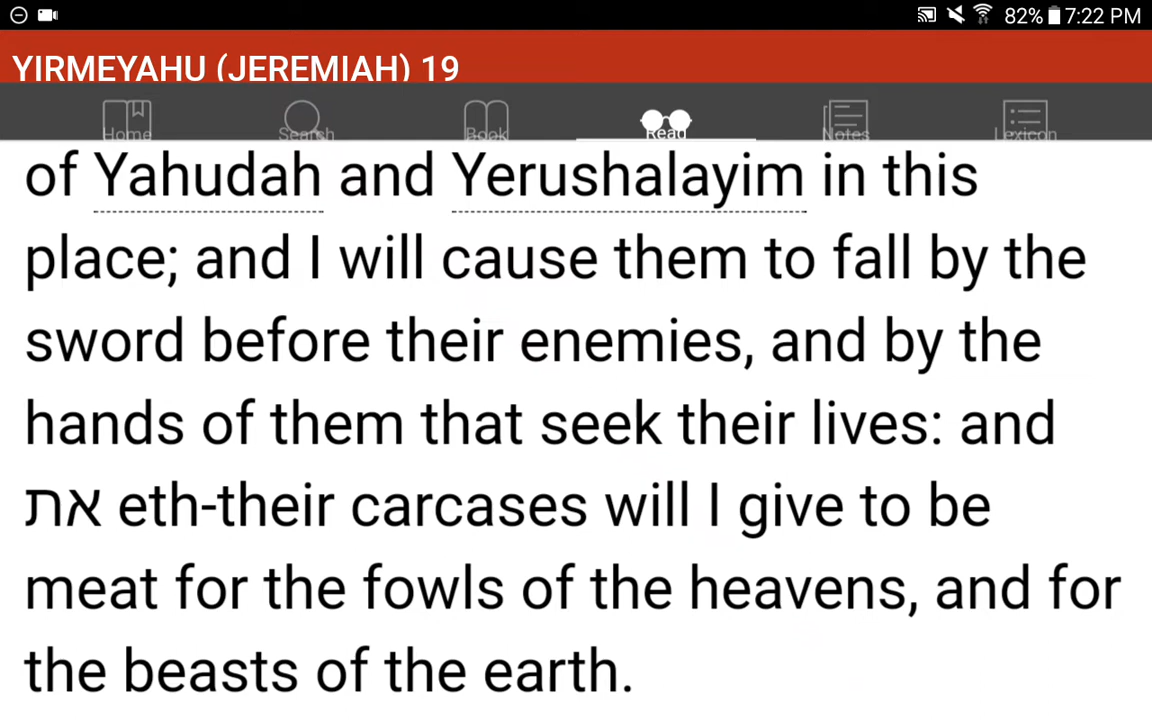 82% 7:22 PM
YIRMEYAHU (JEREMIAH) 19
Home Search Book Read Notes Lexicon
of Yahudah and Yerushalayim in this
place; and I will cause them to fall by the
sword before their enemies, and by the
hands of them that seek their lives: and
את eth-their carcases will I give to be
meat for the fowls of the heavens, and for
the beasts of the earth.